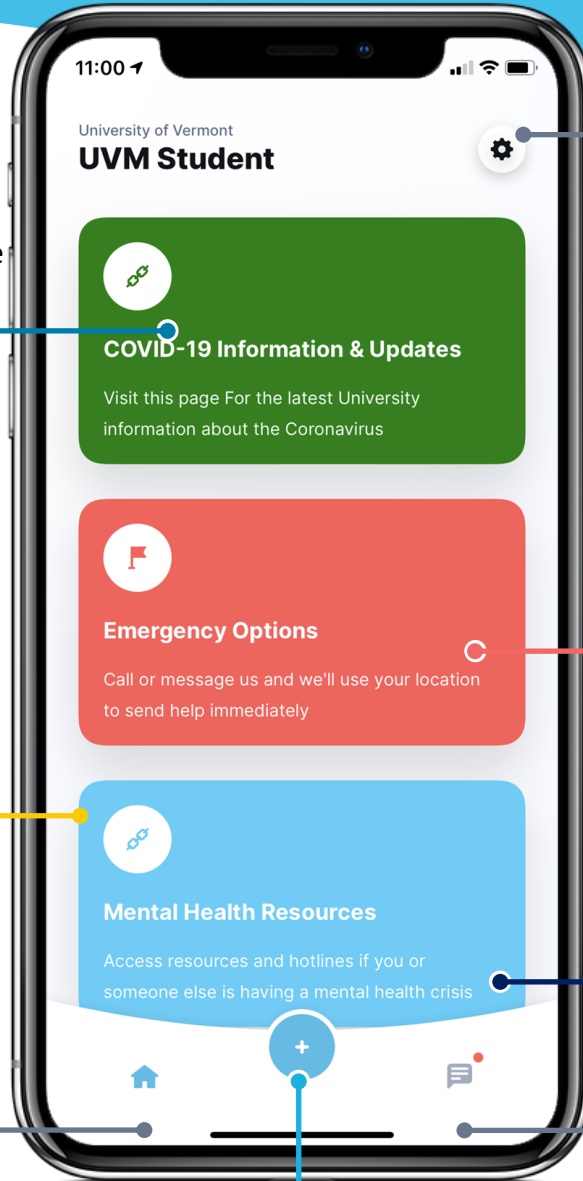 11:00
University of Vermont
UVM Student
e
COVID-19 Information & Updates
Visit this page For the latest University
information about the Coronavirus
Emergency Options
Call or message us and we'll use your location
to send help immediately
Mental Health Resources
Access resources and hotlines if you or
someone else is having a mental health crisis
+